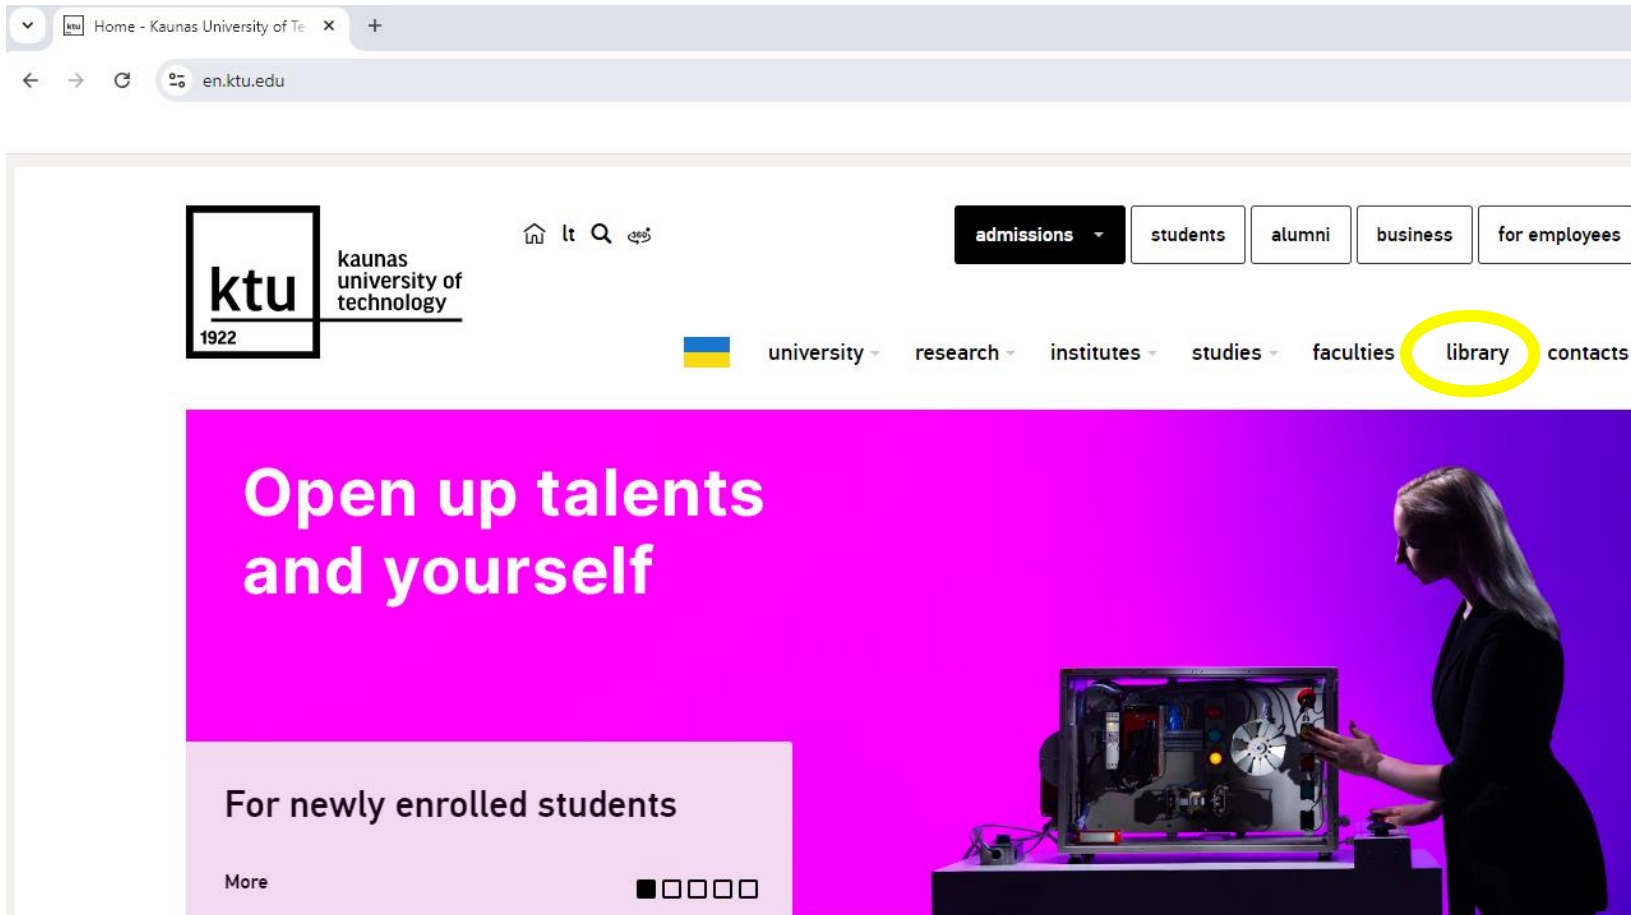 Home - Kaunas University of Te
en.ktu.edu
ktu
1922
kaunas
university of
technology
lt
360°
admissions
students
alumni
business
for employees
university
research
institutes
studies
faculties
library
contacts
Open up talents
and yourself
For newly enrolled students
More